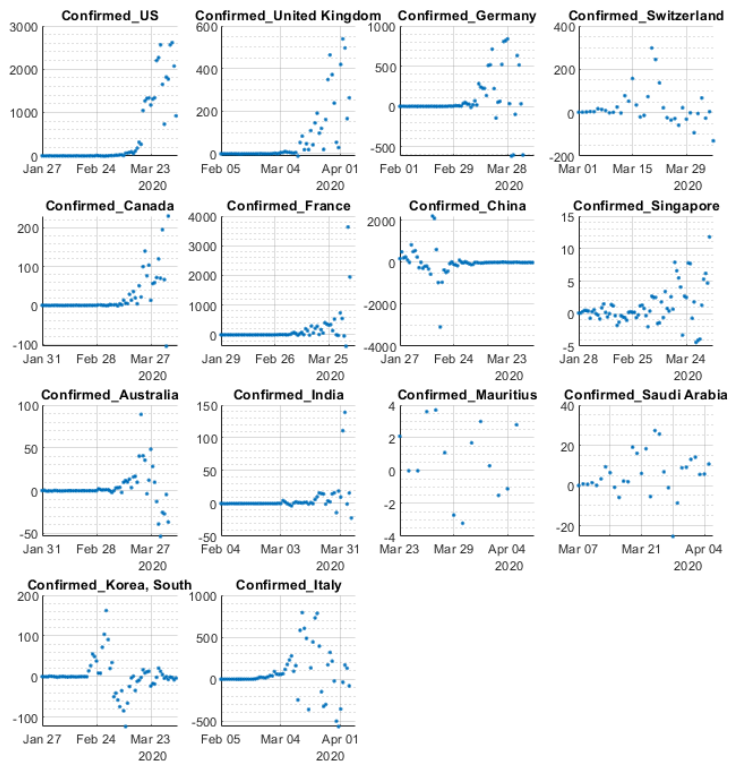 Confirmed_US
3000
2000
1000
0
Jan 27 Feb 24 Mar 23
2020
Confirmed_United Kingdom
600
400
200
0
Feb 05 Mar 04 Apr 01
2020
Confirmed_Germany
1000
500
0
-500
Feb 01 Feb 29 Mar 28
2020
Confirmed_Switzerland
400
200
0
-200
Mar 01 Mar 15 Mar 29
2020
Confirmed_Canada
200
100
0
-100
Jan 31 Feb 28 Mar 27
2020
Confirmed_France
4000
3000
2000
1000
0
Jan 29 Feb 26 Mar 25
2020
Confirmed_China
2000
0
-2000
-4000
Jan 27 Feb 24 Mar 23
2020
Confirmed_Singapore
15
10
5
0
-5
Jan 28 Feb 25 Mar 24
2020
Confirmed_Australia
100
50
0
-50
Jan 31 Feb 28 Mar 27
2020
Confirmed_India
150
100
50
0
-50
Feb 04 Mar 03 Mar 31
2020
Confirmed_Mauritius
4
2
0
-2
-4
Mar 23 Mar 29 Apr 04
2020
Confirmed_Saudi Arabia
40
20
0
-20
Mar 07 Mar 21 Apr 04
2020
Confirmed_Korea, South
200
100
0
-100
Jan 27 Feb 24 Mar 23
2020
Confirmed_Italy
1000
500
0
-500
Feb 05 Mar 04 Apr 01
2020